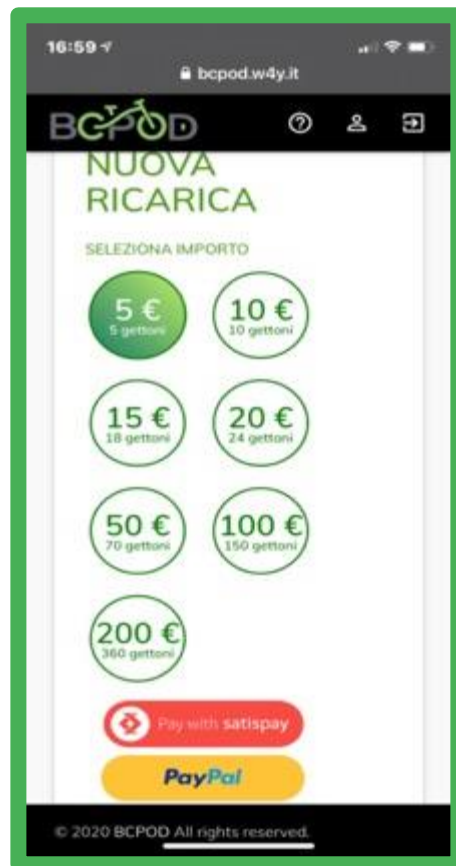 16:59
bcpod.w4y.it
BCPOD
NUOVA
RICARICA
SELEZIONA IMPORTO
5 €
5 gettoni
10 €
10 gettoni
15 €
18 gettoni
20 €
24 gettoni
50 €
70 gettoni
100 €
150 gettoni
200 €
360 gettoni
Pay with satispay
PayPal
© 2020 BCPOD All rights reserved.